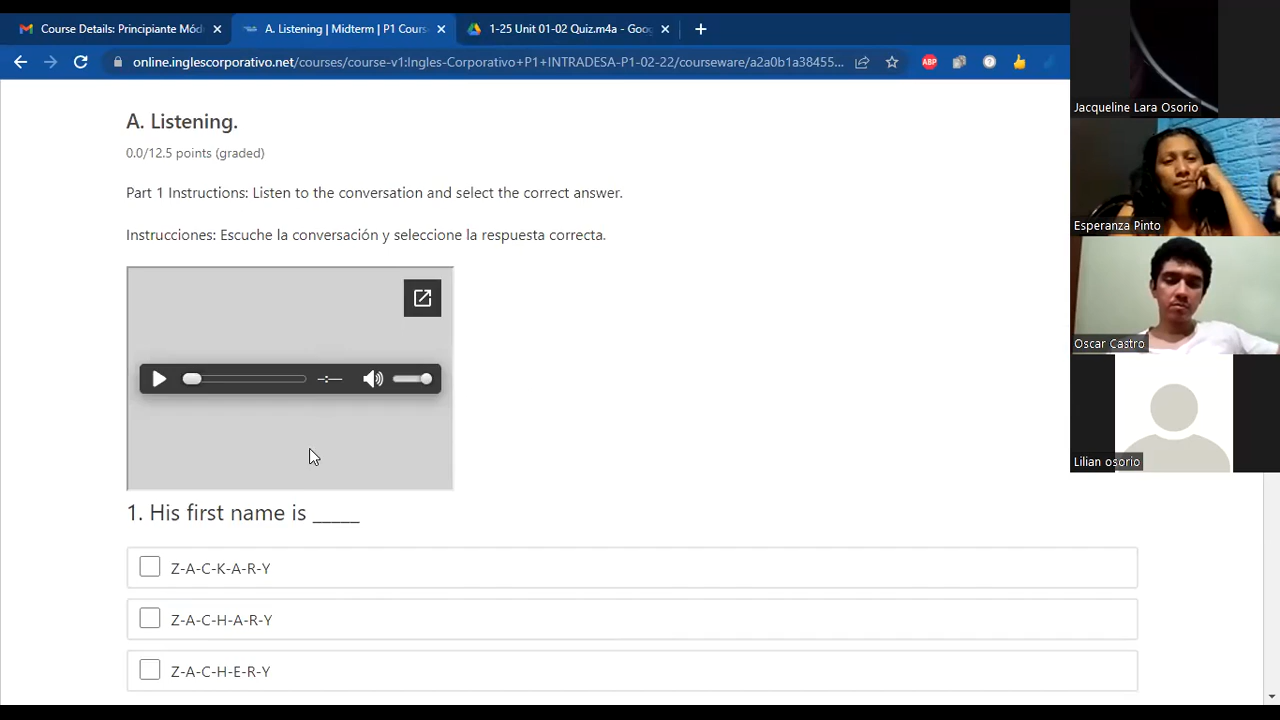 Course Details: Principiante Mód
A. Listening | Midterm | P1 Cours
1-25 Unit 01-02 Quiz.m4a - Goog
online.inglescorporativo.net/courses/course-v1:Ingles-Corporativo+P1+INTRADESA-P1-02-22/courseware/a2a0b1a38455...
ABP
Jacqueline Lara Osorio
Esperanza Pinto
Oscar Castro
Lilian osorio
A. Listening.
0.0/12.5 points (graded)
Part 1 Instructions: Listen to the conversation and select the correct answer.
Instrucciones: Escuche la conversación y seleccione la respuesta correcta.
-:--
1. His first name is _____
Z-A-C-K-A-R-Y
Z-A-C-H-A-R-Y
Z-A-C-H-E-R-Y